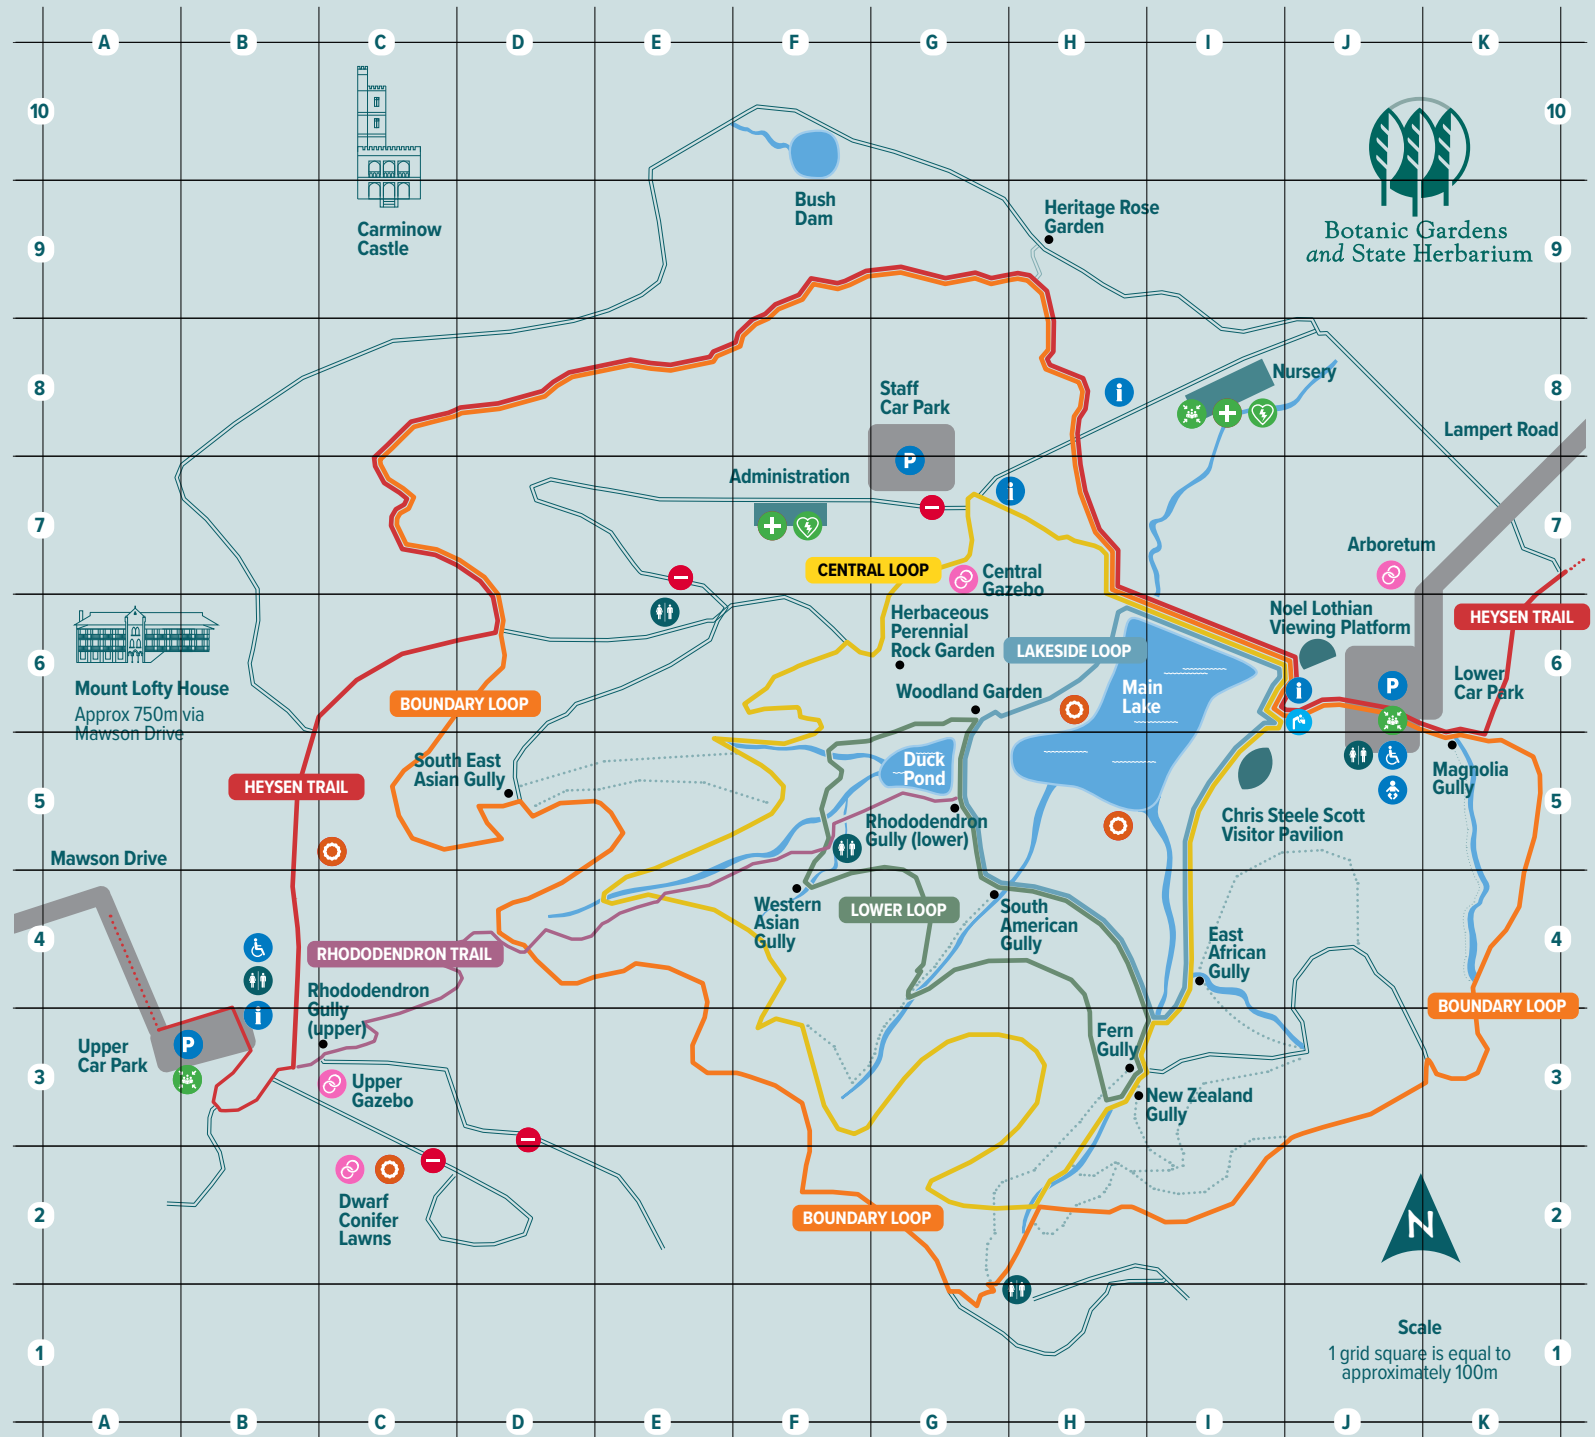 A B C D E F G H I J K
10
10
Carminow
Castle
Bush
Dam
Heritage Rose
Garden
Botanic Gardens
and State Herbarium
9
9
8
8
Staff
Car Park
P
i
Nursery
Lampert Road
7
7
Administration
i
Arboretum
CENTRAL LOOP
Central
Gazebo
Herbaceous
Perennial
Rock Garden
LAKESIDE LOOP
Noel Lothian
Viewing Platform
HEYSEN TRAIL
6
6
Mount Lofty House
Approx 750m via
Mawson Drive
BOUNDARY LOOP
Woodland Garden
Main
Lake
i
P
Lower
Car Park
South East
Asian Gully
Duck
Pond
Magnolia
Gully
HEYSEN TRAIL
5
5
Rhododendron
Gully (lower)
Chris Steele Scott
Visitor Pavilion
Mawson Drive
Western
Asian
Gully
LOWER LOOP
South
American
Gully
East
African
Gully
4
4
RHODODENDRON TRAIL
Rhododendron
Gully
(upper)
i
BOUNDARY LOOP
Upper
Car Park
P
Fern
Gully
3
3
Upper
Gazebo
New Zealand
Gully
Dwarf
Conifer
Lawns
2
2
BOUNDARY LOOP
N
1
1
Scale
1 grid square is equal to
approximately 100m
A B C D E F G H I J K